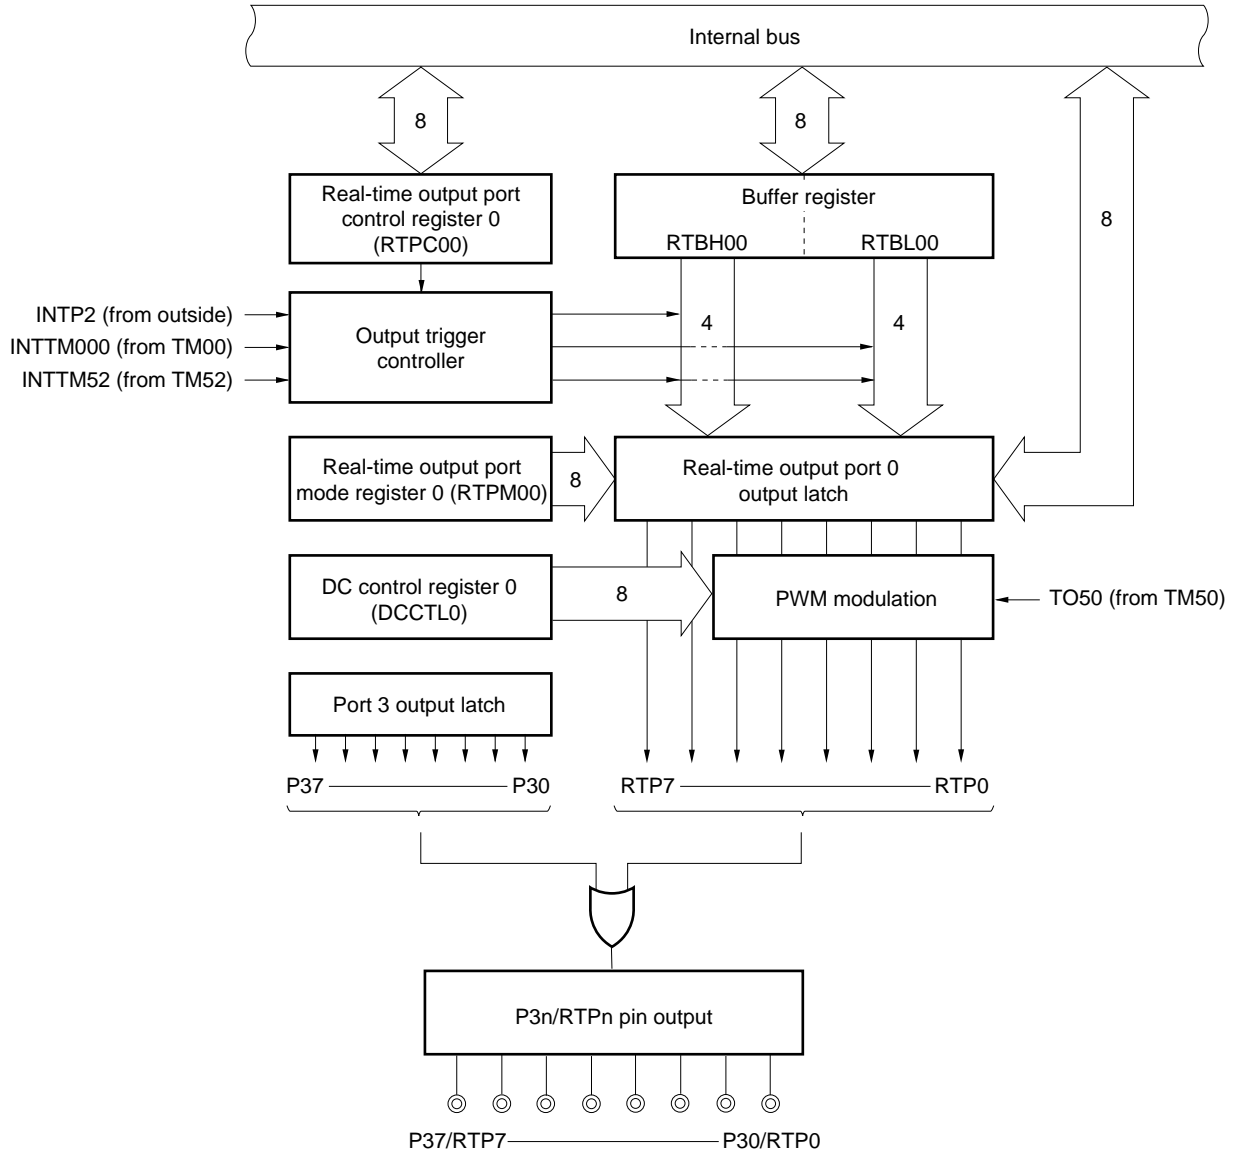 Internal bus
8
8
8
Real-time output port
control register 0
(RTPC00)
Buffer register
RTBH00
RTBL00
INTP2 (from outside)
INTTM000 (from TM00)
INTTM52 (from TM52)
Output trigger
controller
4
4
Real-time output port
mode register 0 (RTPM00)
8
Real-time output port 0
output latch
DC control register 0
(DCCTL0)
8
PWM modulation
TO50 (from TM50)
Port 3 output latch
P37
P30
RTP7
RTP0
P3n/RTPn pin output
P37/RTP7
P30/RTP0